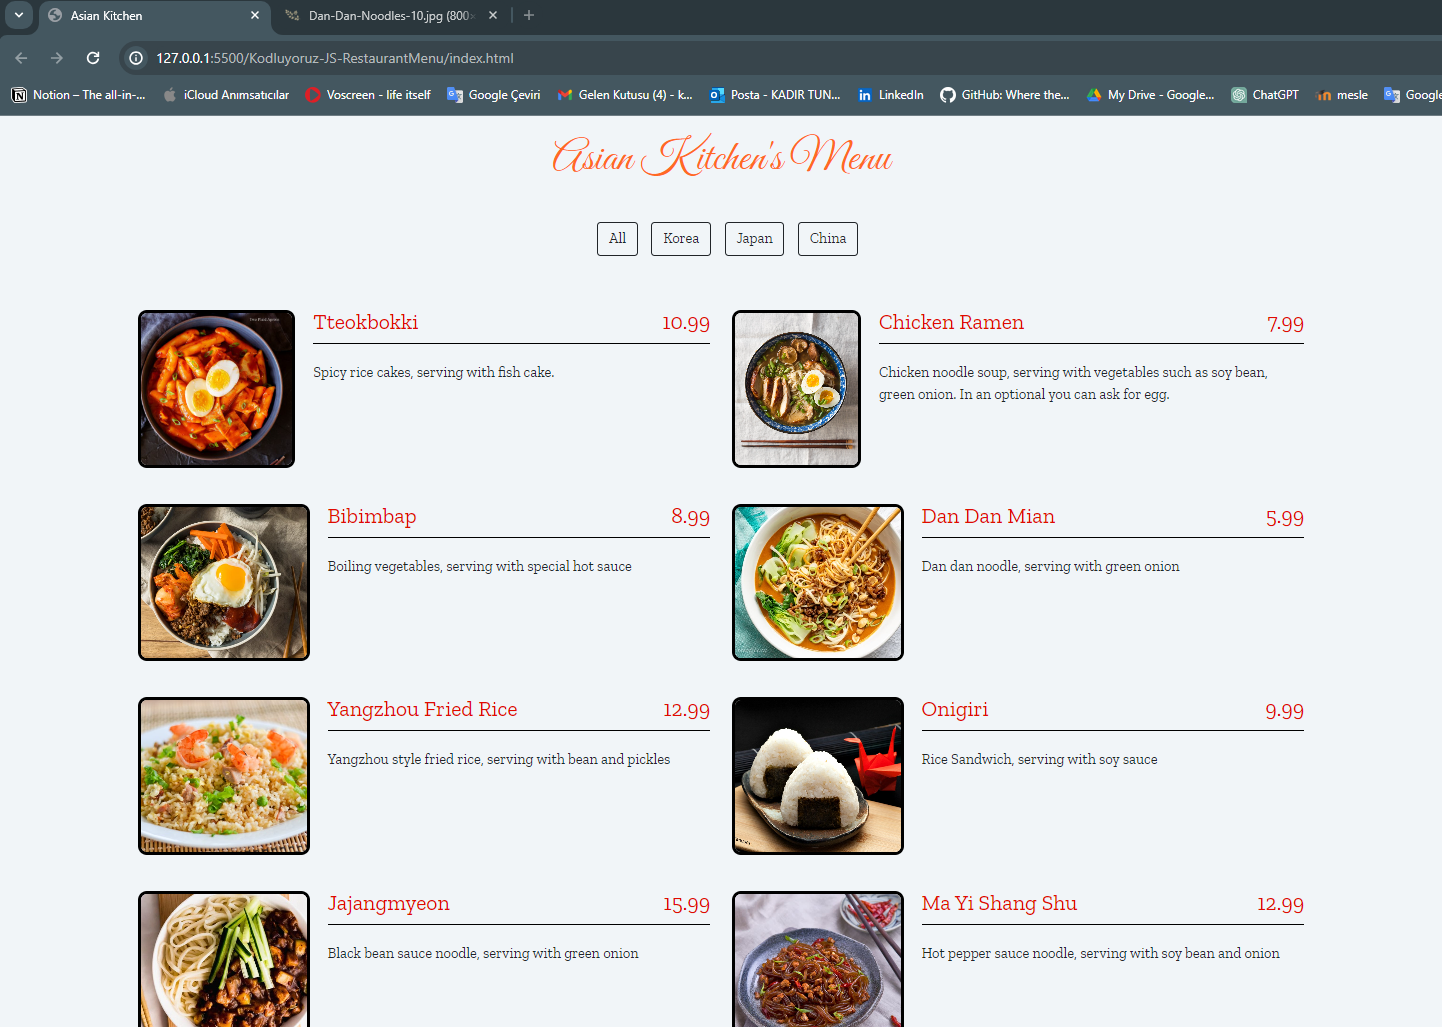 Asian Kitchen
Dan-Dan-Noodles-10.jpg (800
127.0.0.1:5500/Kodluyoruz-JS-RestaurantMenu/index.html
Notion – The all-in-... iCloud Anımsatıcılar Voscreen - life itself Google Çeviri Gelen Kutusu (4) - k... Posta - KADIR TUN... LinkedIn GitHub: Where the... My Drive - Google... ChatGPT mesle Google
Asian Kitchen's Menu
All Korea Japan China
Tteokbokki 10.99
Spicy rice cakes, serving with fish cake.
Chicken Ramen 7.99
Chicken noodle soup, serving with vegetables such as soy bean,
green onion. In an optional you can ask for egg.
Bibimbap 8.99
Boiling vegetables, serving with special hot sauce
Dan Dan Mian 5.99
Dan dan noodle, serving with green onion
Yangzhou Fried Rice 12.99
Yangzhou style fried rice, serving with bean and pickles
Onigiri 9.99
Rice Sandwich, serving with soy sauce
Jajangmyeon 15.99
Black bean sauce noodle, serving with green onion
Ma Yi Shang Shu 12.99
Hot pepper sauce noodle, serving with soy bean and onion